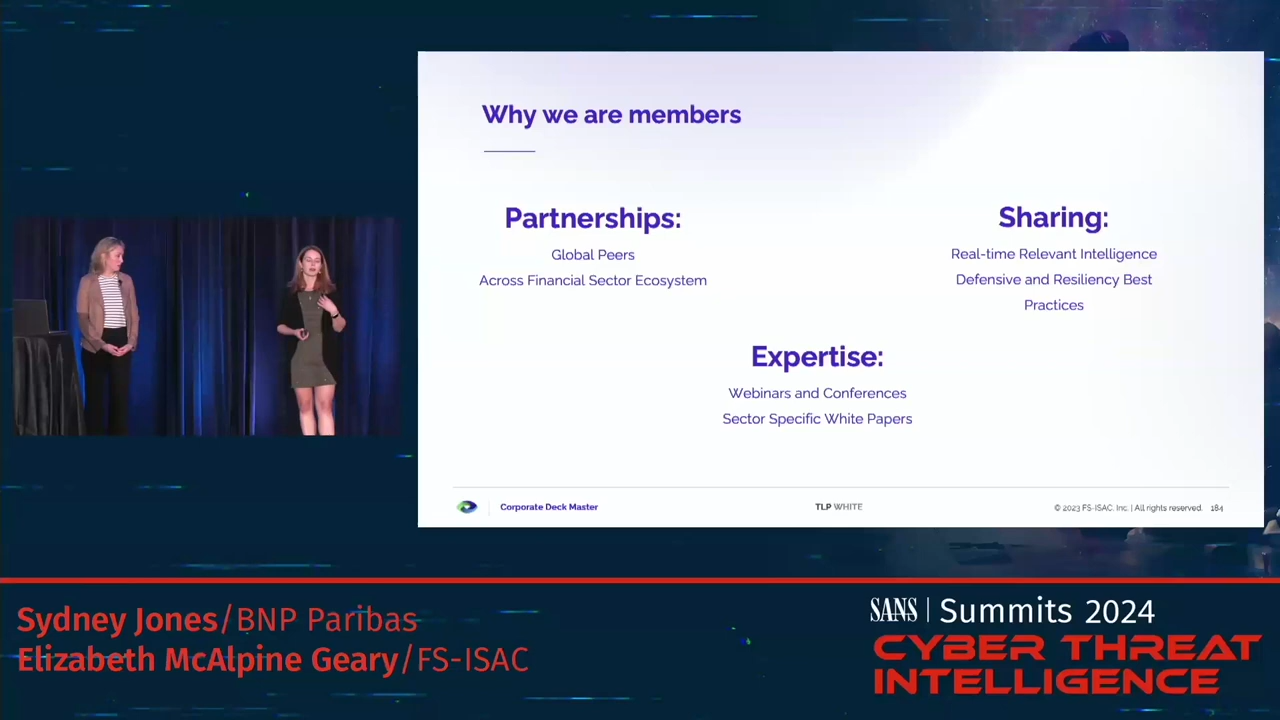 Why we are members
Partnerships:
Global Peers
Across Financial Sector Ecosystem
Sharing:
Real-time Relevant Intelligence
Defensive and Resiliency Best
Practices
Expertise:
Webinars and Conferences
Sector Specific White Papers
Corporate Deck Master
TLP WHITE
© 2023 FS-ISAC, Inc. | All rights reserved. 184
Sydney Jones/BNP Paribas
Elizabeth McAlpine Geary/FS-ISAC
SANS | Summits 2024
CYBER THREAT
INTELLIGENCE